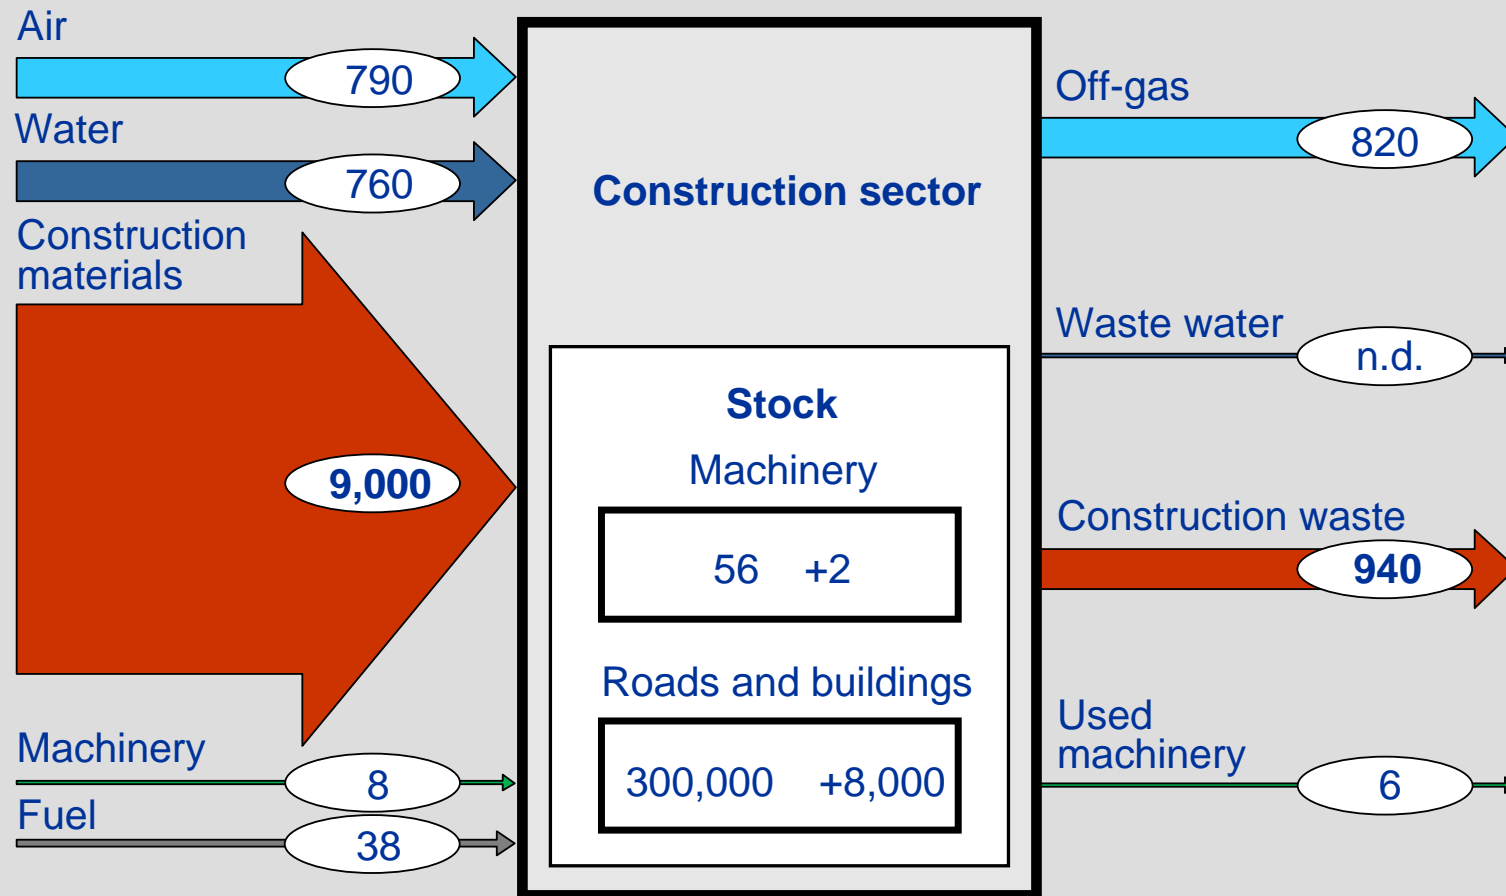 Air
790
Water
760
Construction
materials
9,000
Machinery
8
Fuel
38
Construction sector
Stock
Machinery
56 +2
Roads and buildings
300,000 +8,000
Off-gas
820
Waste water
n.d.
Construction waste
940
Used
machinery
6